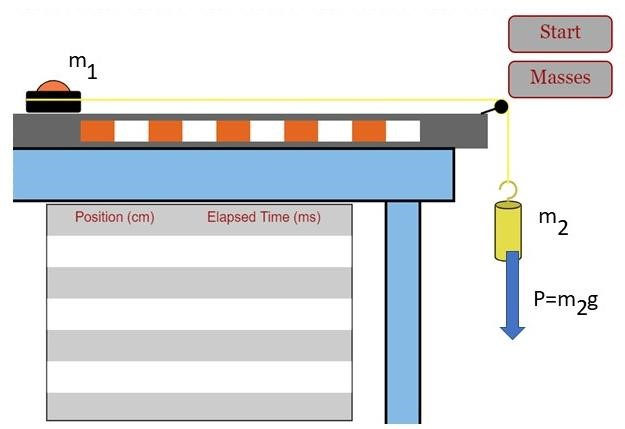 Start
m1
Masses
Position (cm) Elapsed Time (ms)
m2
P=m2g